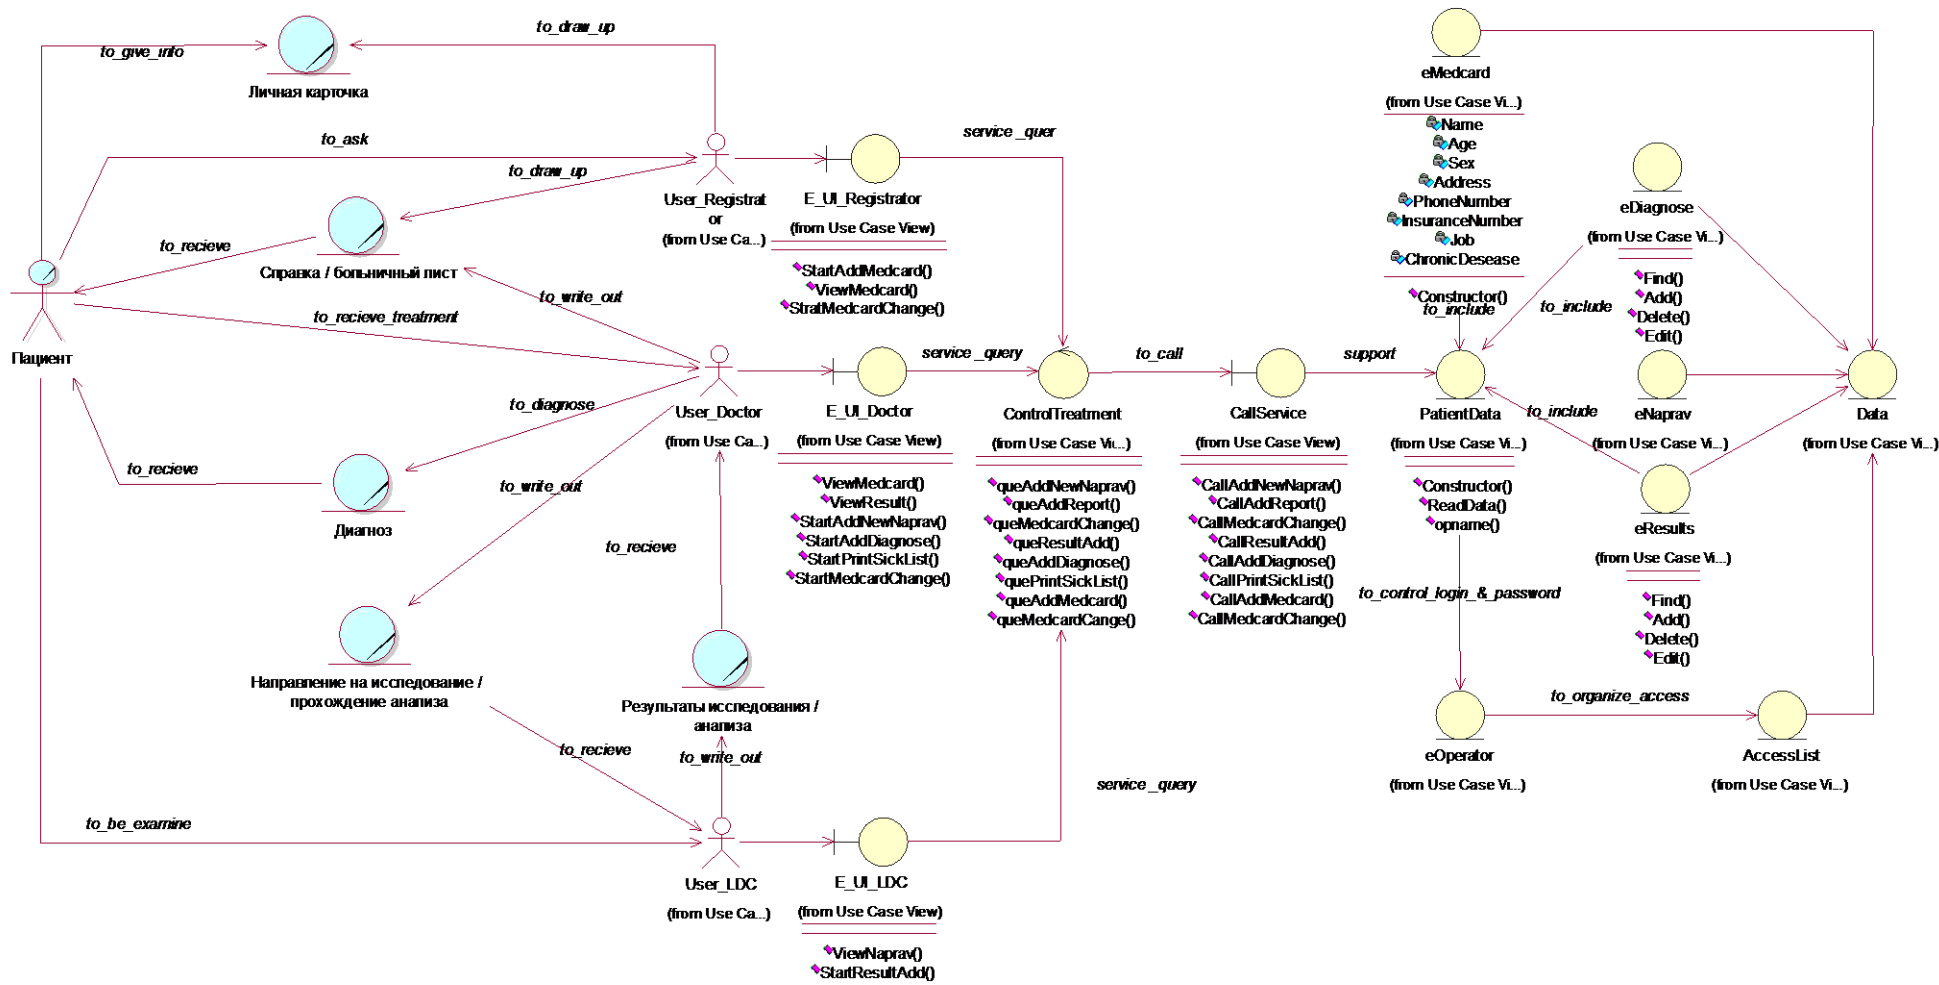 to_give_info
to_draw_up
Личная карточка
to_ask
to_draw_up
User_Registrat
or
(from Use Ca...)
service_quer
E_UI_Registrator
(from Use Case View)
StartAddMedcard()
ViewMedcard()
StratMedcardChange()
to_recieve
Справка / больничный лист
to_write_out
to_recieve_treatment
Пациент
eMedcard
(from Use Case Vi...)
Name
Age
Sex
Address
PhoneNumber
InsuranceNumber
Job
ChronicDesease
Constructor()
to_include
eDiagnose
(from Use Case Vi...)
Find()
Add()
Delete()
Edit()
to_include
to_diagnose
User_Doctor
(from Use Ca...)
E_UI_Doctor
(from Use Case View)
ViewMedcard()
ViewResult()
StartAddNewNaprav()
StartAddDiagnose()
StartPrintSickList()
StartMedcardChange()
service_query
ControlTreatment
(from Use Case Vi...)
queAddNewNaprav()
queAddReport()
queMedcardChange()
queResultAdd()
queAddDiagnose()
quePrintSickList()
queAddMedcard()
queMedcardCange()
to_call
CallService
(from Use Case View)
CallAddNewNaprav()
CallAddReport()
CallMedcardChange()
CallResultAdd()
CallAddDiagnose()
CallPrintSickList()
CallAddMedcard()
CallMedcardChange()
support
PatientData
(from Use Case Vi...)
Constructor()
ReadData()
opname()
to_include
eNaprav
(from Use Case Vi...)
Data
(from Use Case Vi...)
eResults
(from Use Case Vi...)
Find()
Add()
Delete()
Edit()
to_recieve
Диагноз
to_write_out
to_recieve
to_control_login_&_password
Направление на исследование /
прохождение анализа
Результаты исследования /
анализа
to_recieve
to_write_out
to_organize_access
eOperator
(from Use Case Vi...)
AccessList
(from Use Case Vi...)
service_query
to_be_examine
User_LDC
(from Use Ca...)
E_UI_LDC
(from Use Case View)
ViewNaprav()
StartResultAdd()